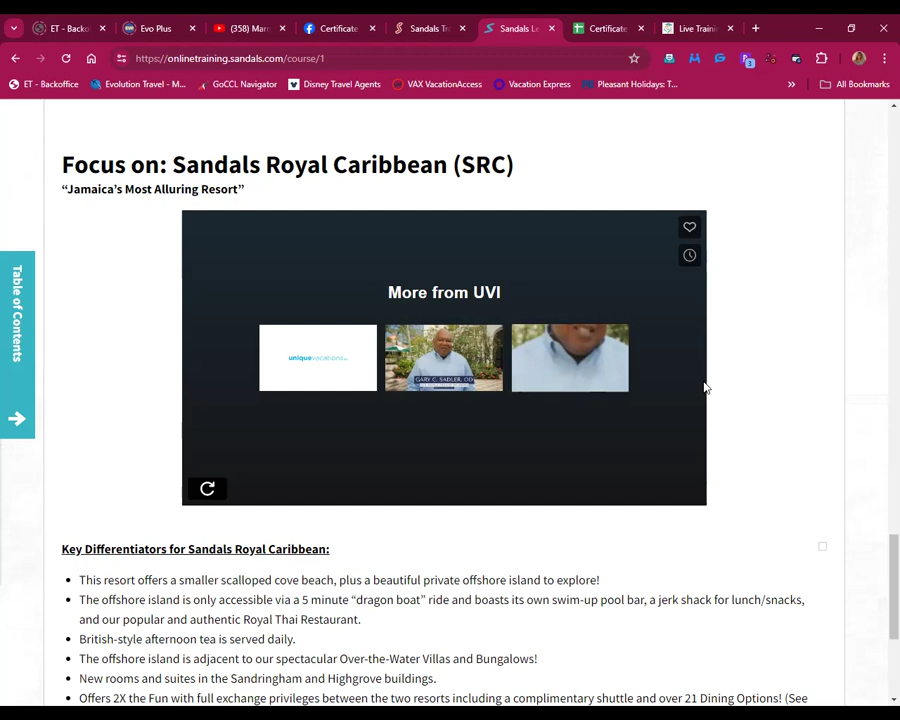 ET - Backo
Evo Plus
(358) Marr
Certificate
Sandals Tr
Sandals Le
Certificate
Live Trainin
https://onlinetraining.sandals.com/course/1
3
ET - Backoffice
Evolution Travel - M...
GoCCL Navigator
Disney Travel Agents
VAX VacationAccess
Vacation Express
Pleasant Holidays: T...
»
All Bookmarks
Focus on: Sandals Royal Caribbean (SRC)
“Jamaica’s Most Alluring Resort”
Table of Contents
More from UVI
uniquevacations
GARY C. SADLER, OD
Key Differentiators for Sandals Royal Caribbean:
• This resort offers a smaller scalloped cove beach, plus a beautiful private offshore island to explore!
• The offshore island is only accessible via a 5 minute “dragon boat” ride and boasts its own swim-up pool bar, a jerk shack for lunch/snacks,
and our popular and authentic Royal Thai Restaurant.
• British-style afternoon tea is served daily.
• The offshore island is adjacent to our spectacular Over-the-Water Villas and Bungalows!
• New rooms and suites in the Sandringham and Highgrove buildings.
• Offers 2X the Fun with full exchange privileges between the two resorts including a complimentary shuttle and over 21 Dining Options! (See